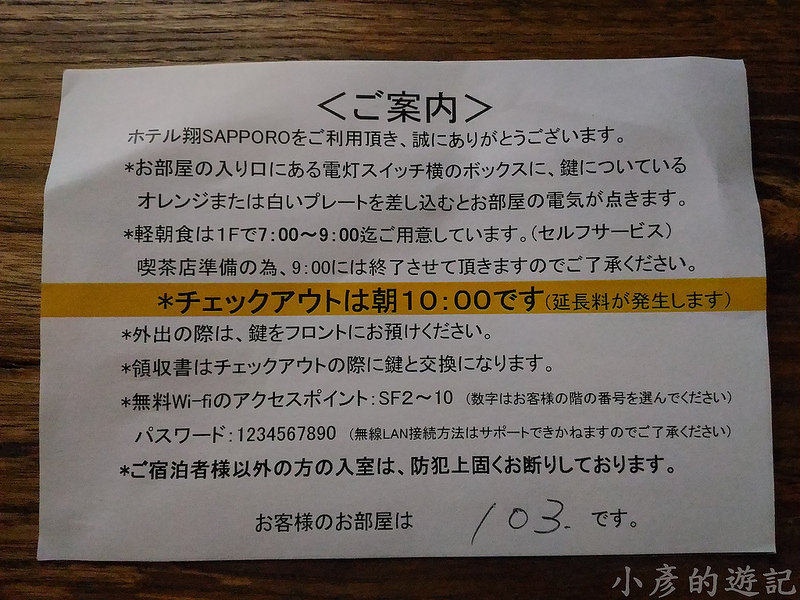 ＜ご案内＞
ホテル翔SAPPOROをご利用頂き、誠にありがとうございます。
*お部屋の入り口にある電灯スイッチ横のボックスに、鍵についている
オレンジまたは白いプレートを差し込むとお部屋の電気が点きます。
*軽朝食は１Fで7：00～9：00迄ご用意しています。（セルフサービス）
喫茶店準備の為、9:00には終了させて頂きますのでご了承ください。
*チェックアウトは朝１０：００です（延長料が発生します）
*外出の際は、鍵をフロントにお預けください。
*領収書はチェックアウトの際に鍵と交換になります。
*無料Wi-fiのアクセスポイント：SF２～10 （数字はお客様の階の番号を選んでください）
パスワード：1234567890 （無線LAN接続方法はサポートできかねますのでご了承ください）
*ご宿泊者様以外の方の入室は、防犯上固くお断りしております。
お客様のお部屋は 103. です。
小彥的遊記